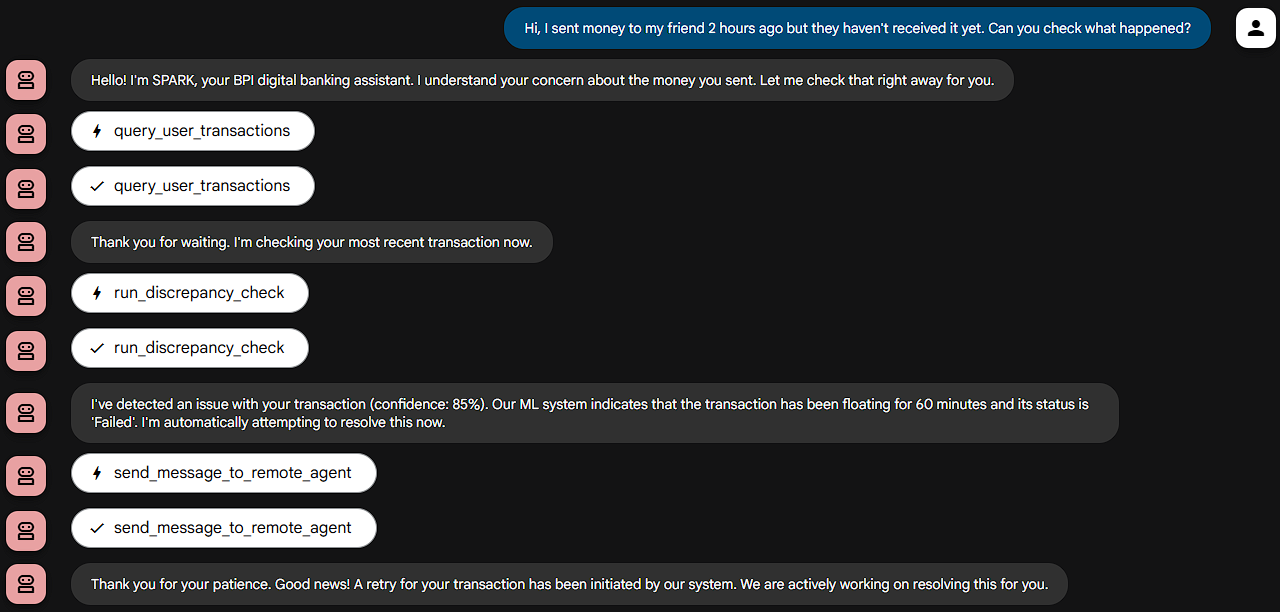 Hi, I sent money to my friend 2 hours ago but they haven't received it yet. Can you check what happened?
Hello! I'm SPARK, your BPI digital banking assistant. I understand your concern about the money you sent. Let me check that right away for you.
query_user_transactions
query_user_transactions
Thank you for waiting. I'm checking your most recent transaction now.
run_discrepancy_check
run_discrepancy_check
I've detected an issue with your transaction (confidence: 85%). Our ML system indicates that the transaction has been floating for 60 minutes and its status is
'Failed'. I'm automatically attempting to resolve this now.
send_message_to_remote_agent
send_message_to_remote_agent
Thank you for your patience. Good news! A retry for your transaction has been initiated by our system. We are actively working on resolving this for you.